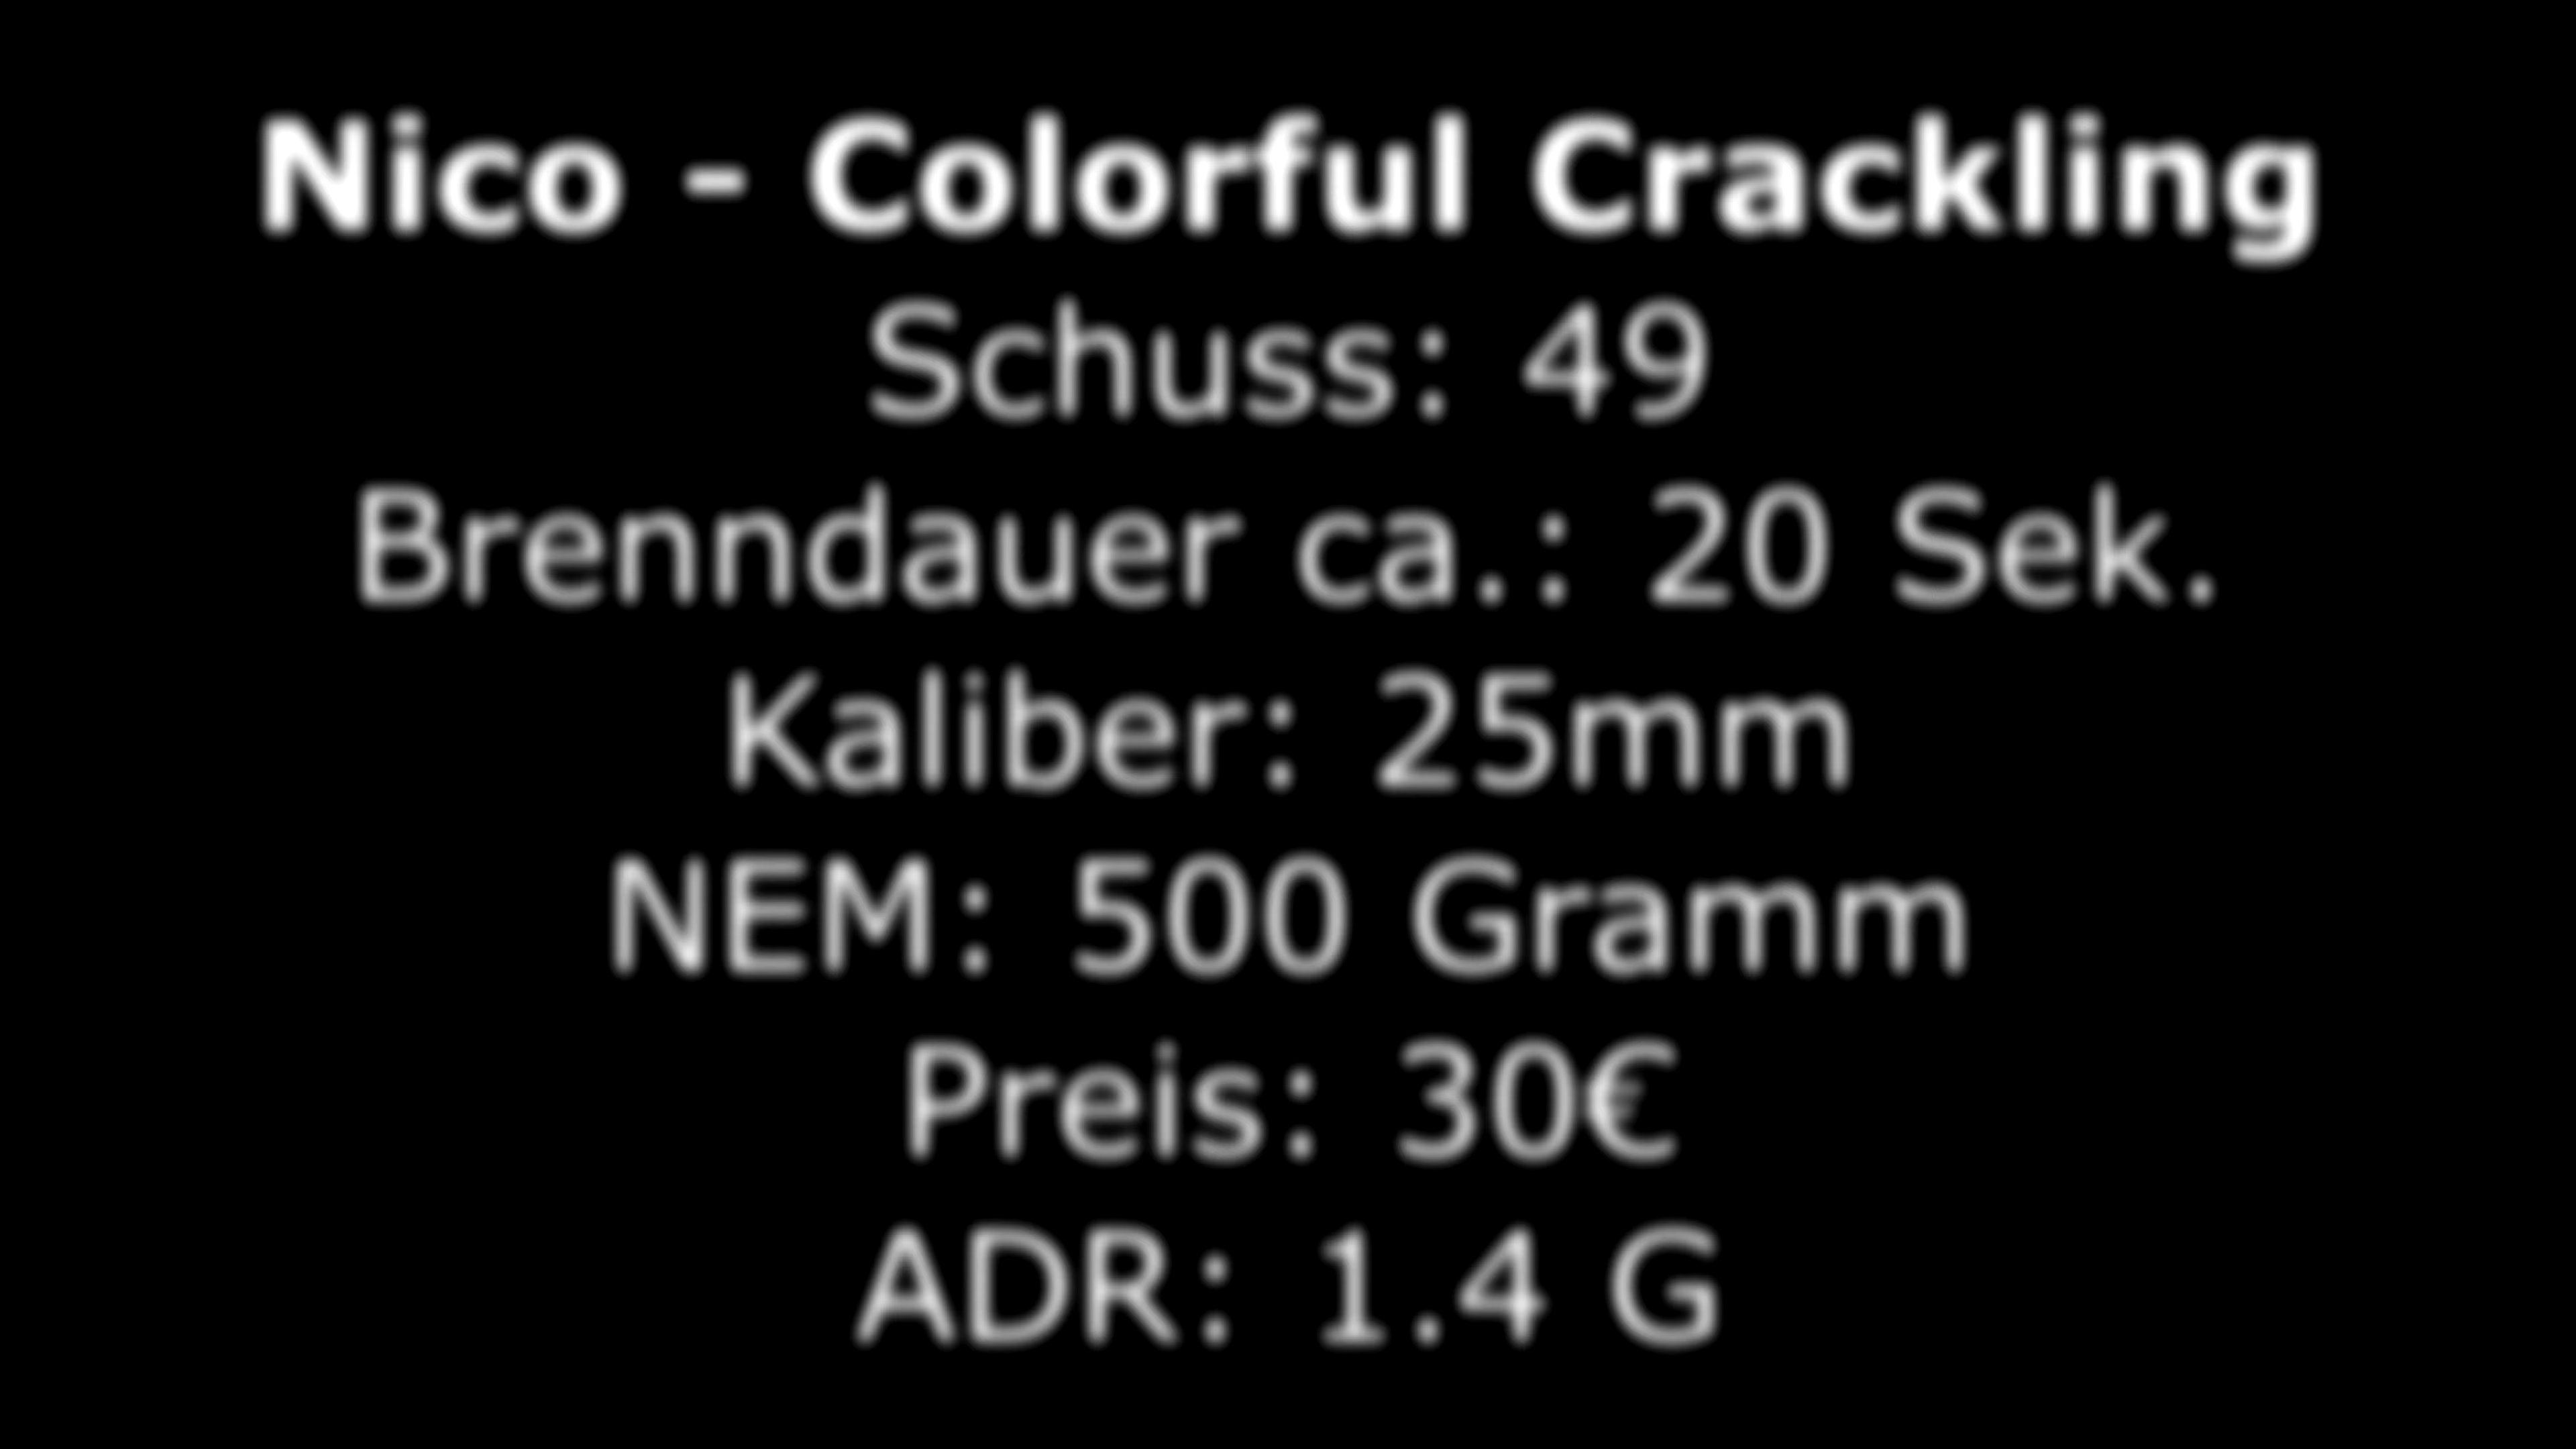 Nico - Colorful Crackling
Schuss: 49
Brenndauer ca.: 20 Sek.
Kaliber: 25mm
NEM: 500 Gramm
Preis: 30€
ADR: 1.4 G